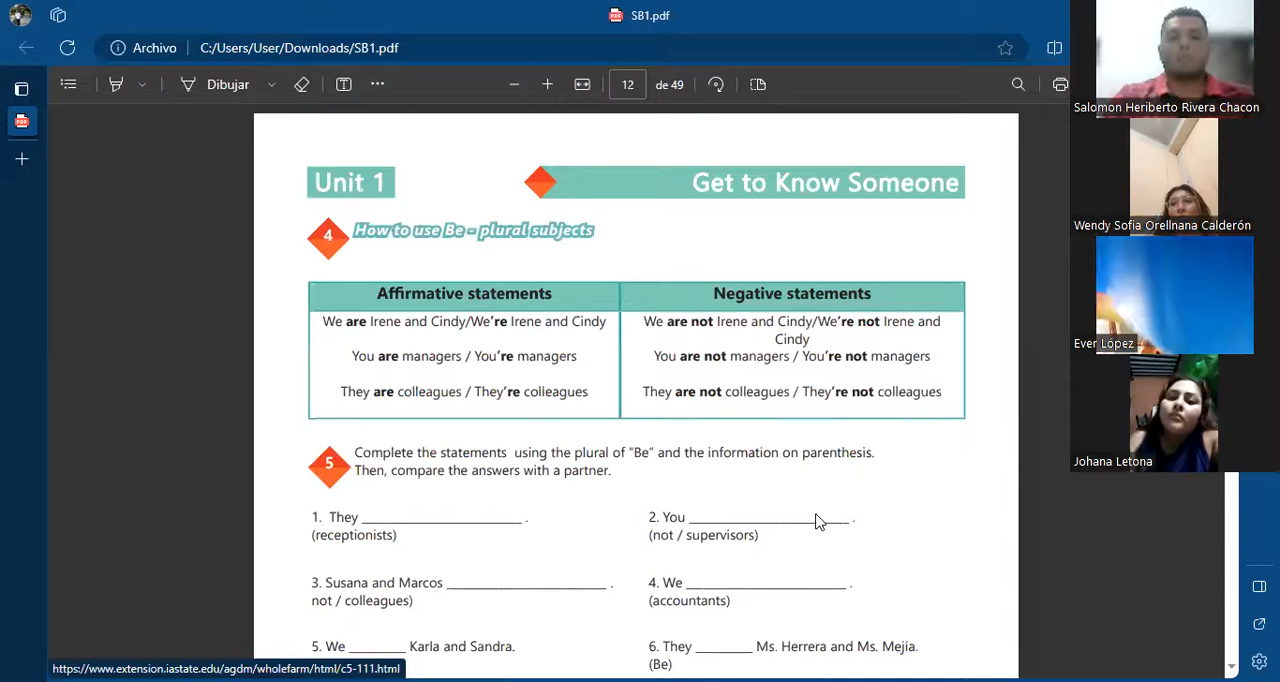 SB1.pdf
Archivo C:/Users/User/Downloads/SB1.pdf
Dibujar 12 de 49
Unit 1 Get to Know Someone
4 How to use Be - plural subjects
Affirmative statements Negative statements
We are Irene and Cindy/We're Irene and Cindy We are not Irene and Cindy/We're not Irene and
Cindy
You are managers / You're managers You are not managers / You're not managers
They are colleagues / They're colleagues They are not colleagues / They're not colleagues
5 Complete the statements using the plural of "Be" and the information on parenthesis.
Then, compare the answers with a partner.
1. They ____________________ . 2. You ____________________ .
(receptionists) (not / supervisors)
3. Susana and Marcos ____________________ . 4. We ____________________ .
not / colleagues) (accountants)
5. We _______ Karla and Sandra. 6. They _______ Ms. Herrera and Ms. Mejía.
(Be)
https://www.extension.iastate.edu/agdm/wholefarm/html/c5-111.html
Salomon Heriberto Rivera Chacon
Wendy Sofia Orellnana Calderón
Ever López
Johana Letona